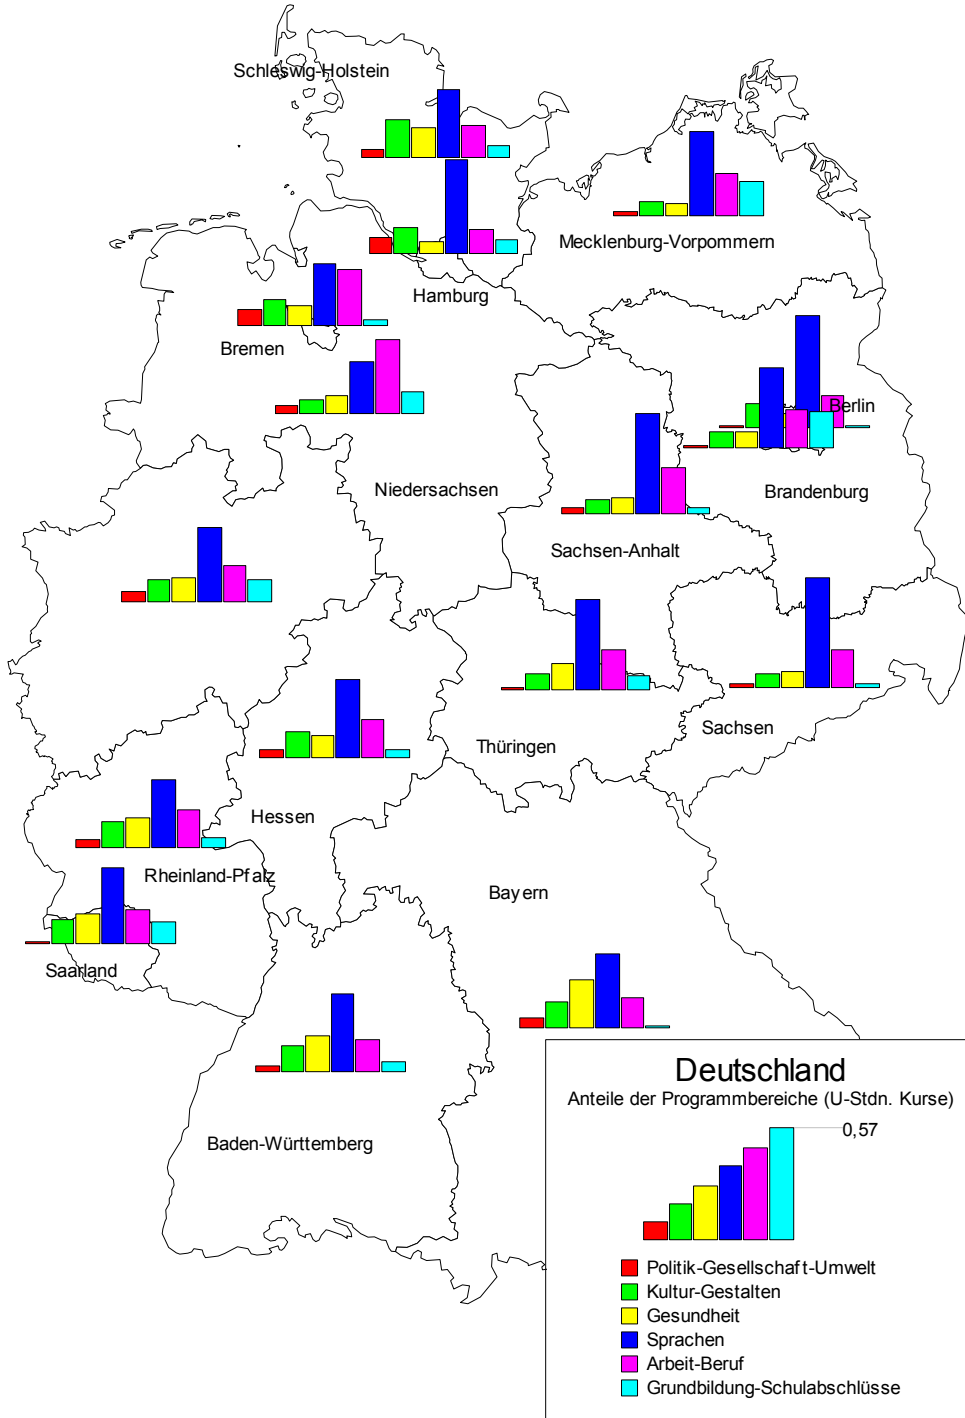 Schleswig-Holstein
Mecklenburg-Vorpommern
Hamburg
Bremen
Berlin
Niedersachsen
Brandenburg
Sachsen-Anhalt
Sachsen
Thüringen
Hessen
Rheinland-Pfalz
Bayern
Saarland
Baden-Württemberg
Deutschland
Anteile der Programmbereiche (U-Stdn. Kurse)
0,57
Politik-Gesellschaft-Umwelt
Kultur-Gestalten
Gesundheit
Sprachen
Arbeit-Beruf
Grundbildung-Schulabschlüsse